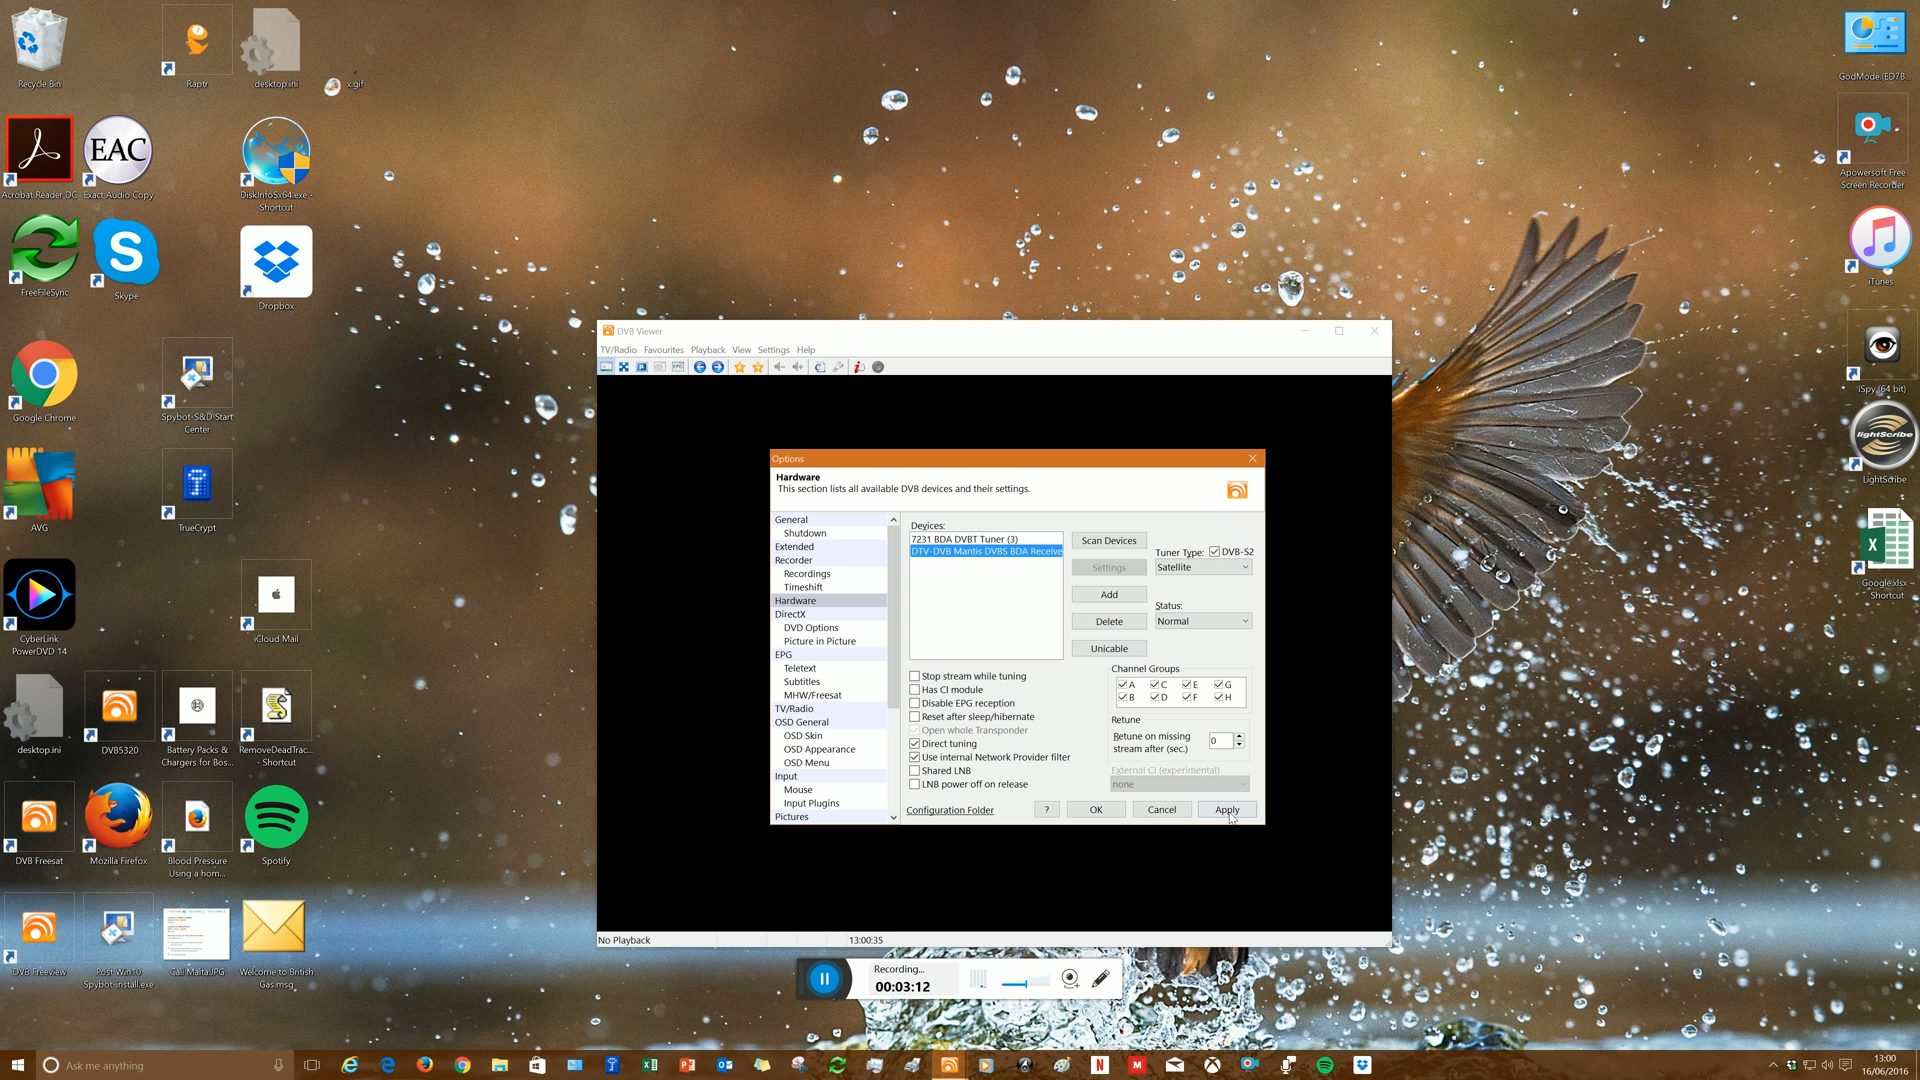 Recycle Bin
Raptr
desktop.ini
x.gif
GodMode.{ED7B...
Acrobat Reader DC
EAC
Exact Audio Copy
DiskInfoSx64.exe -
Shortcut
Apowersoft Free
Screen Recorder
FreeFileSync
S
Skype
Dropbox
iTunes
Google Chrome
Spybot-S&D Start
Center
iSpy (64 bit)
AVG
TrueCrypt
lightScribe
LightScribe
CyberLink
PowerDVD 14
iCloud Mail
X
Google.xlsx -
Shortcut
desktop.ini
DVB5320
Battery Packs &
Chargers for Bos...
RemoveDeadTrac...
- Shortcut
DVB Freesat
Mozilla Firefox
Blood Pressure
Using a hom...
Spotify
DVB Freeview
Post Win10
Spybot-install.exe
Call Malta.JPG
Welcome to British
Gas.msg
DVB Viewer
TV/Radio Favourites Playback View Settings Help
Options
Hardware
This section lists all available DVB devices and their settings.
General
Shutdown
Extended
Recorder
Recordings
Timeshift
Hardware
DirectX
DVD Options
Picture in Picture
EPG
Teletext
Subtitles
MHW/Freesat
TV/Radio
OSD General
OSD Skin
OSD Appearance
OSD Menu
Input
Mouse
Input Plugins
Pictures
Devices:
7231 BDA DVBT Tuner (3)
DTV-DVB Mantis DVBS BDA Receive
Scan Devices
Settings
Add
Delete
Unicable
Tuner Type: DVB-S2
Satellite
Status:
Normal
Stop stream while tuning
Has CI module
Disable EPG reception
Reset after sleep/hibernate
Open whole Transponder
Direct tuning
Use internal Network Provider filter
Shared LNB
LNB power off on release
Channel Groups
A C E G
B D F H
Retune
Retune on missing
stream after (sec.)
0
External CI (experimental)
none
Configuration Folder
?
OK
Cancel
Apply
No Playback
13:00:35
Recording...
00:03:12
Ask me anything
13:00
16/06/2016